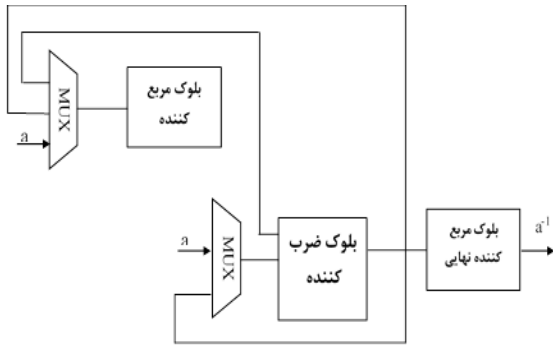 MUX
a
بلوک مربع
کننده
a
MUX
بلوک ضرب
کننده
بلوک مربع
کننده نهایی
a⁻¹